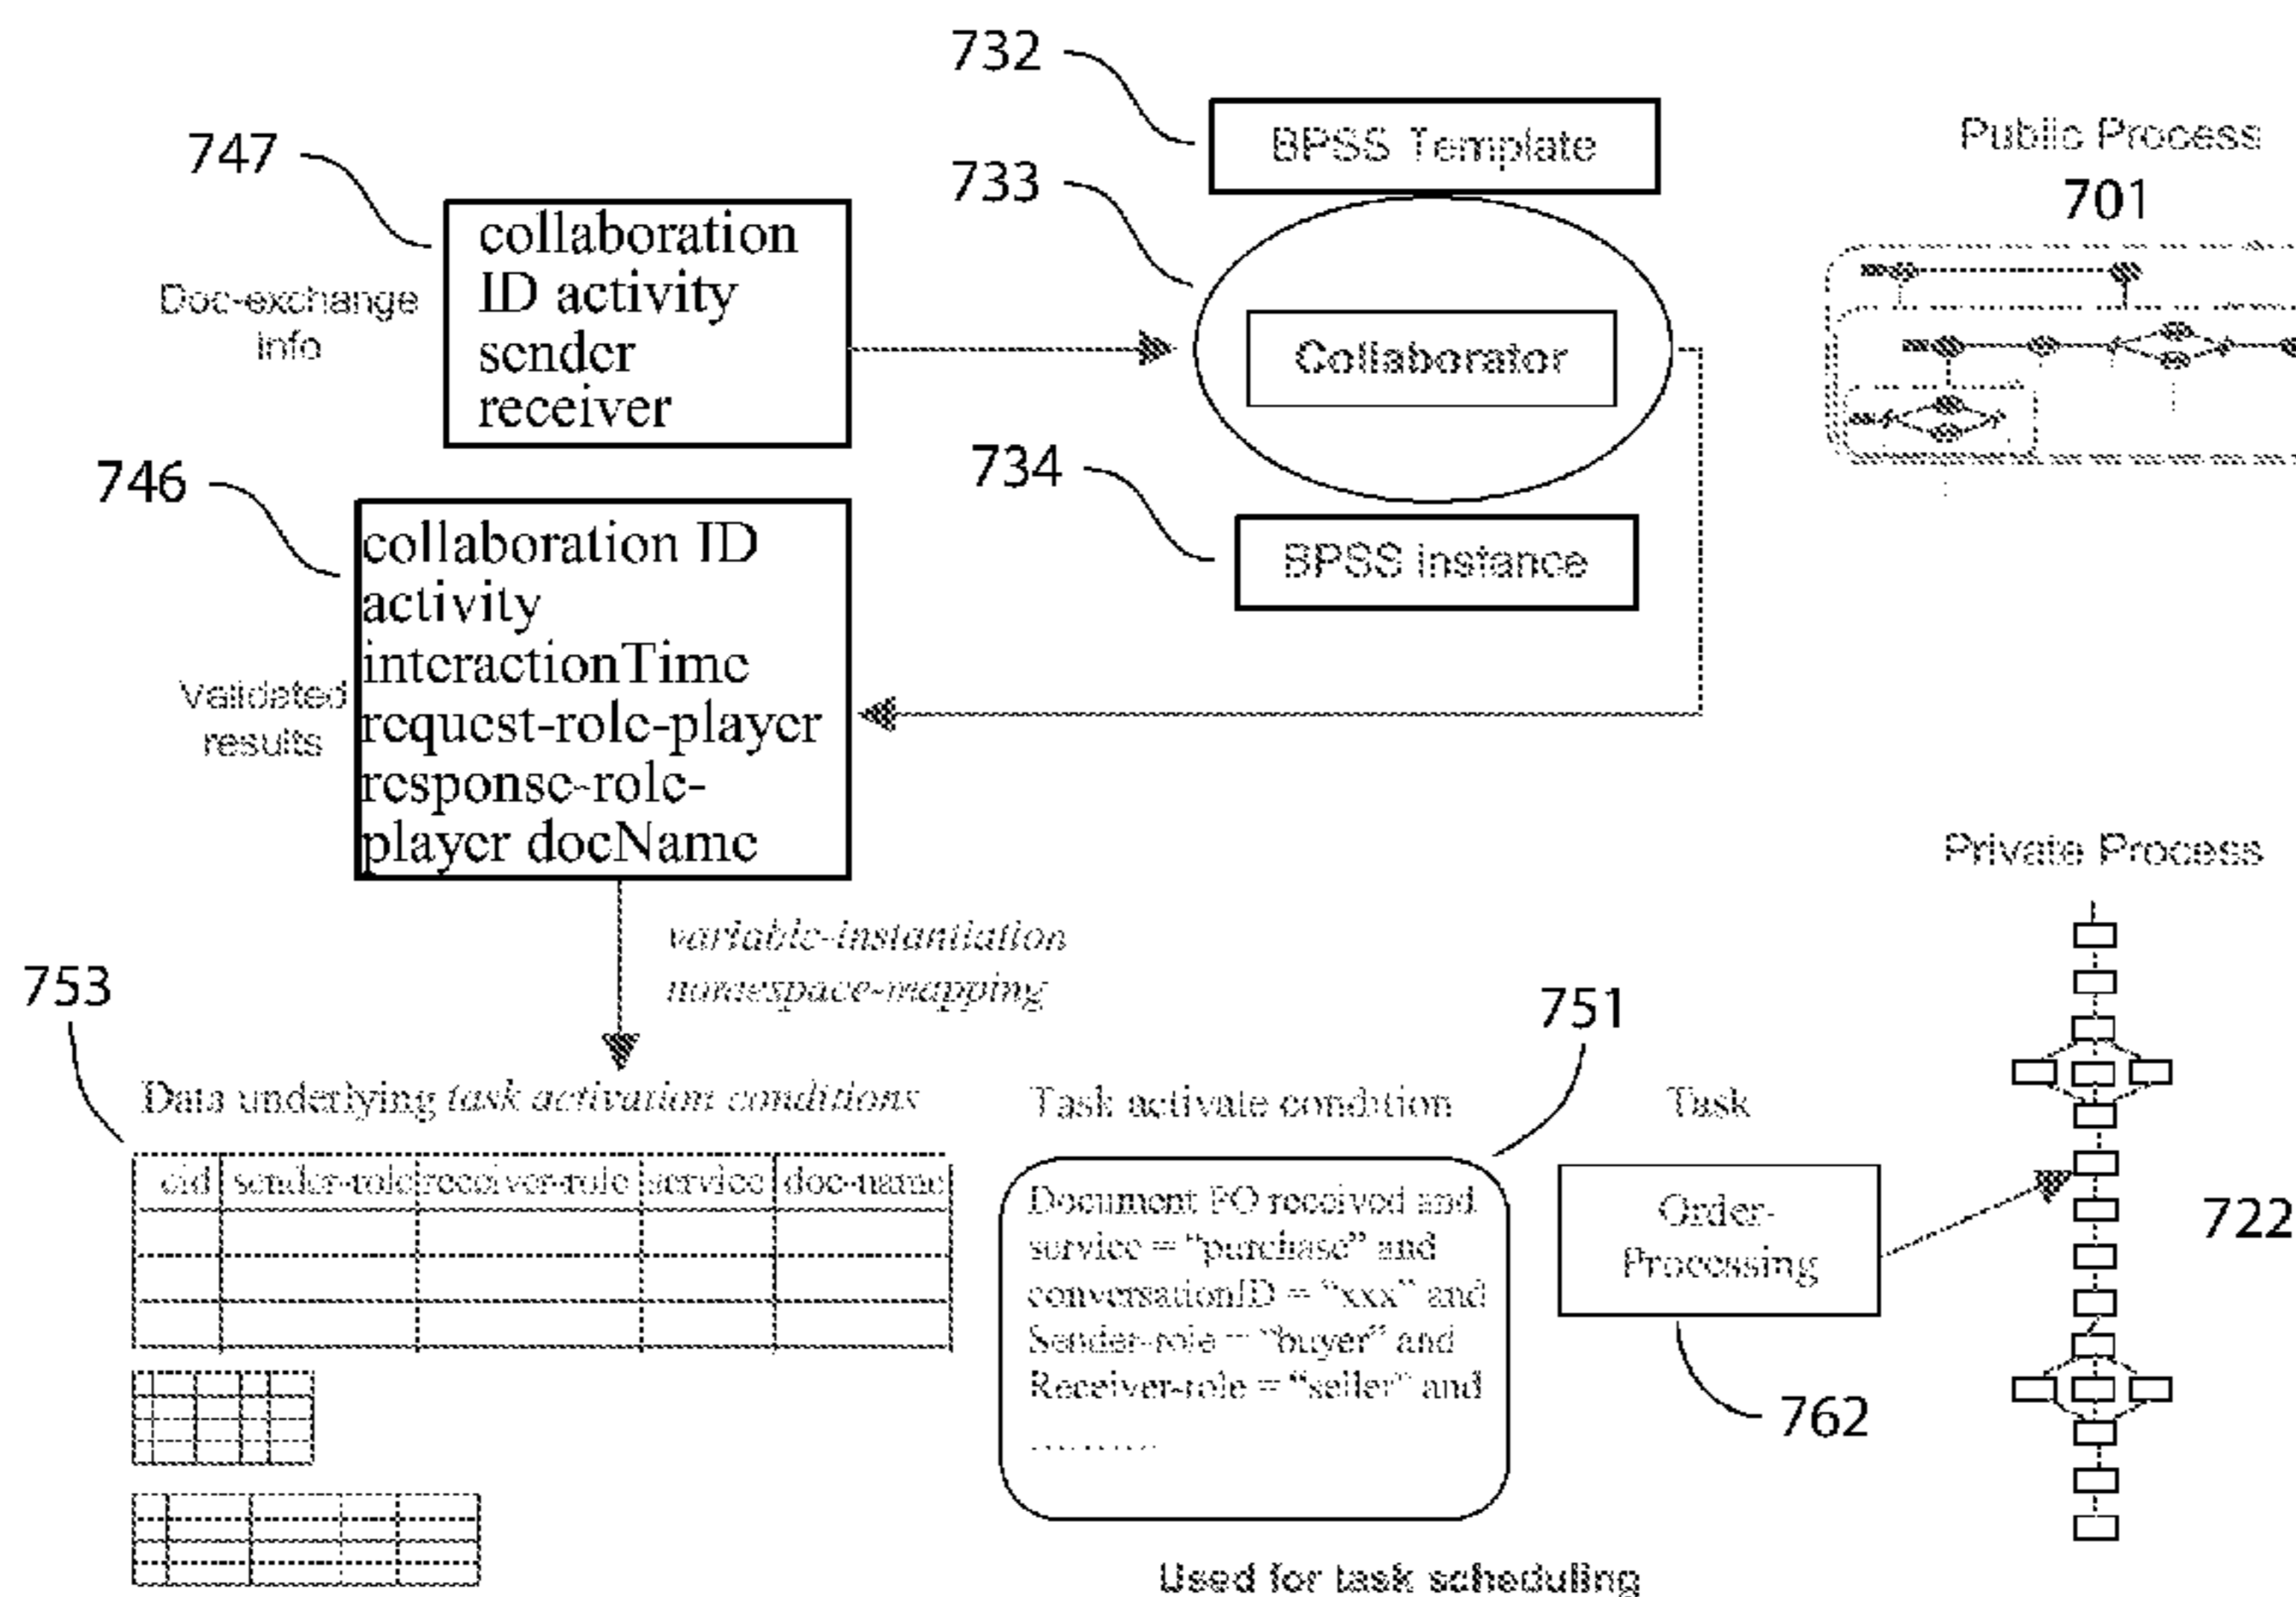 732
BPSS Template
Public Process
701
747
733
collaboration
ID activity
sender
receiver
Doc-exchange
info
Collaborator
734
746
BPSS Instance
collaboration ID
activity
interactionTime
request-role-player
response-role-
player docName
Validated
results
Private Process
variable-instantiation
namespace-mapping
753
751
Data underlying task activation conditions
Task activate condition
Task
cid sender-role receiver-role service doc-name
Document PO received and
service = "purchase" and
conversationID = "xxx" and
Sender-role = "buyer" and
Receiver-role = "seller" and
..........
Order-
Processing
722
762
Used for task scheduling